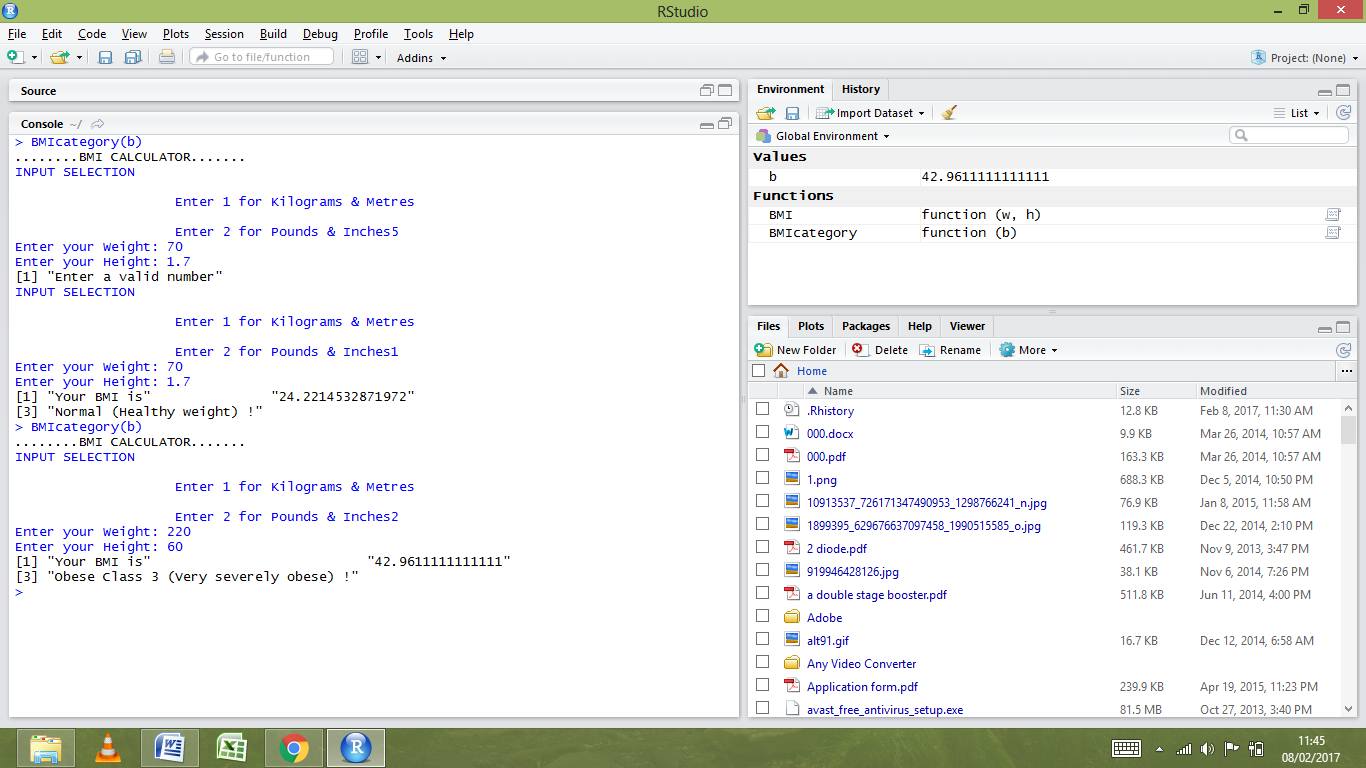 RStudio
File Edit Code View Plots Session Build Debug Profile Tools Help
Go to file/function Addins Project: (None)
Source
Console ~/
> BMIcategory(b)
........BMI CALCULATOR.......
INPUT SELECTION
Enter 1 for Kilograms & Metres
Enter 2 for Pounds & Inches5
Enter your Weight: 70
Enter your Height: 1.7
[1] "Enter a valid number"
INPUT SELECTION
Enter 1 for Kilograms & Metres
Enter 2 for Pounds & Inches1
Enter your Weight: 70
Enter your Height: 1.7
[1] "Your BMI is" "24.2214532871972"
[3] "Normal (Healthy weight) !"
> BMIcategory(b)
........BMI CALCULATOR.......
INPUT SELECTION
Enter 1 for Kilograms & Metres
Enter 2 for Pounds & Inches2
Enter your Weight: 220
Enter your Height: 60
[1] "Your BMI is" "42.9611111111111"
[3] "Obese Class 3 (Very severely obese) !"
>
Environment History
Import Dataset List
Global Environment
Values
b 42.9611111111111
Functions
BMI function (w, h)
BMIcategory function (b)
Files Plots Packages Help Viewer
New Folder Delete Rename More
Home ...
Name Size Modified
.Rhistory 12.8 KB Feb 8, 2017, 11:30 AM
000.docx 9.9 KB Mar 26, 2014, 10:57 AM
000.pdf 163.3 KB Mar 26, 2014, 10:57 AM
1.png 688.3 KB Dec 5, 2014, 10:50 PM
10913537_726171347490953_1298766241_n.jpg 76.9 KB Jan 8, 2015, 11:58 AM
1899395_629676637097458_1990515585_o.jpg 119.3 KB Dec 22, 2014, 2:10 PM
2 diode.pdf 461.7 KB Nov 9, 2013, 3:47 PM
919946428126.jpg 38.1 KB Nov 6, 2014, 7:26 PM
a double stage booster.pdf 511.8 KB Jun 11, 2014, 4:00 PM
Adobe
alt91.gif 16.7 KB Dec 12, 2014, 6:58 AM
Any Video Converter
Application form.pdf 239.9 KB Apr 19, 2015, 11:23 PM
avast_free_antivirus_setup.exe 81.5 MB Oct 27, 2013, 3:40 PM
11:45
08/02/2017